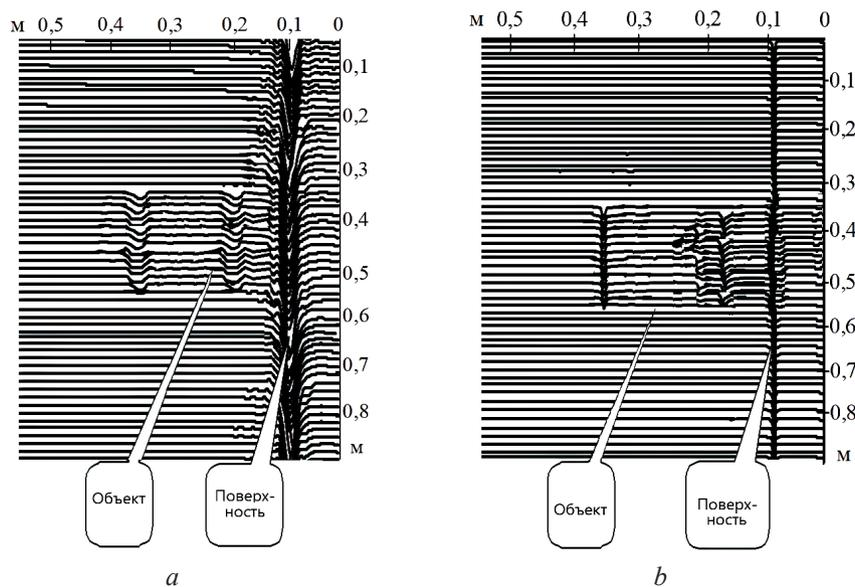 м 0,5 0,4 0,3 0,2 0,1 0
0,1
0,2
0,3
0,4
0,5
0,6
0,7
0,8
м
Объект
Поверх-
ность
a
м 0,5 0,4 0,3 0,2 0,1 0
0,1
0,2
0,3
0,4
0,5
0,6
0,7
0,8
м
Объект
Поверх-
ность
b